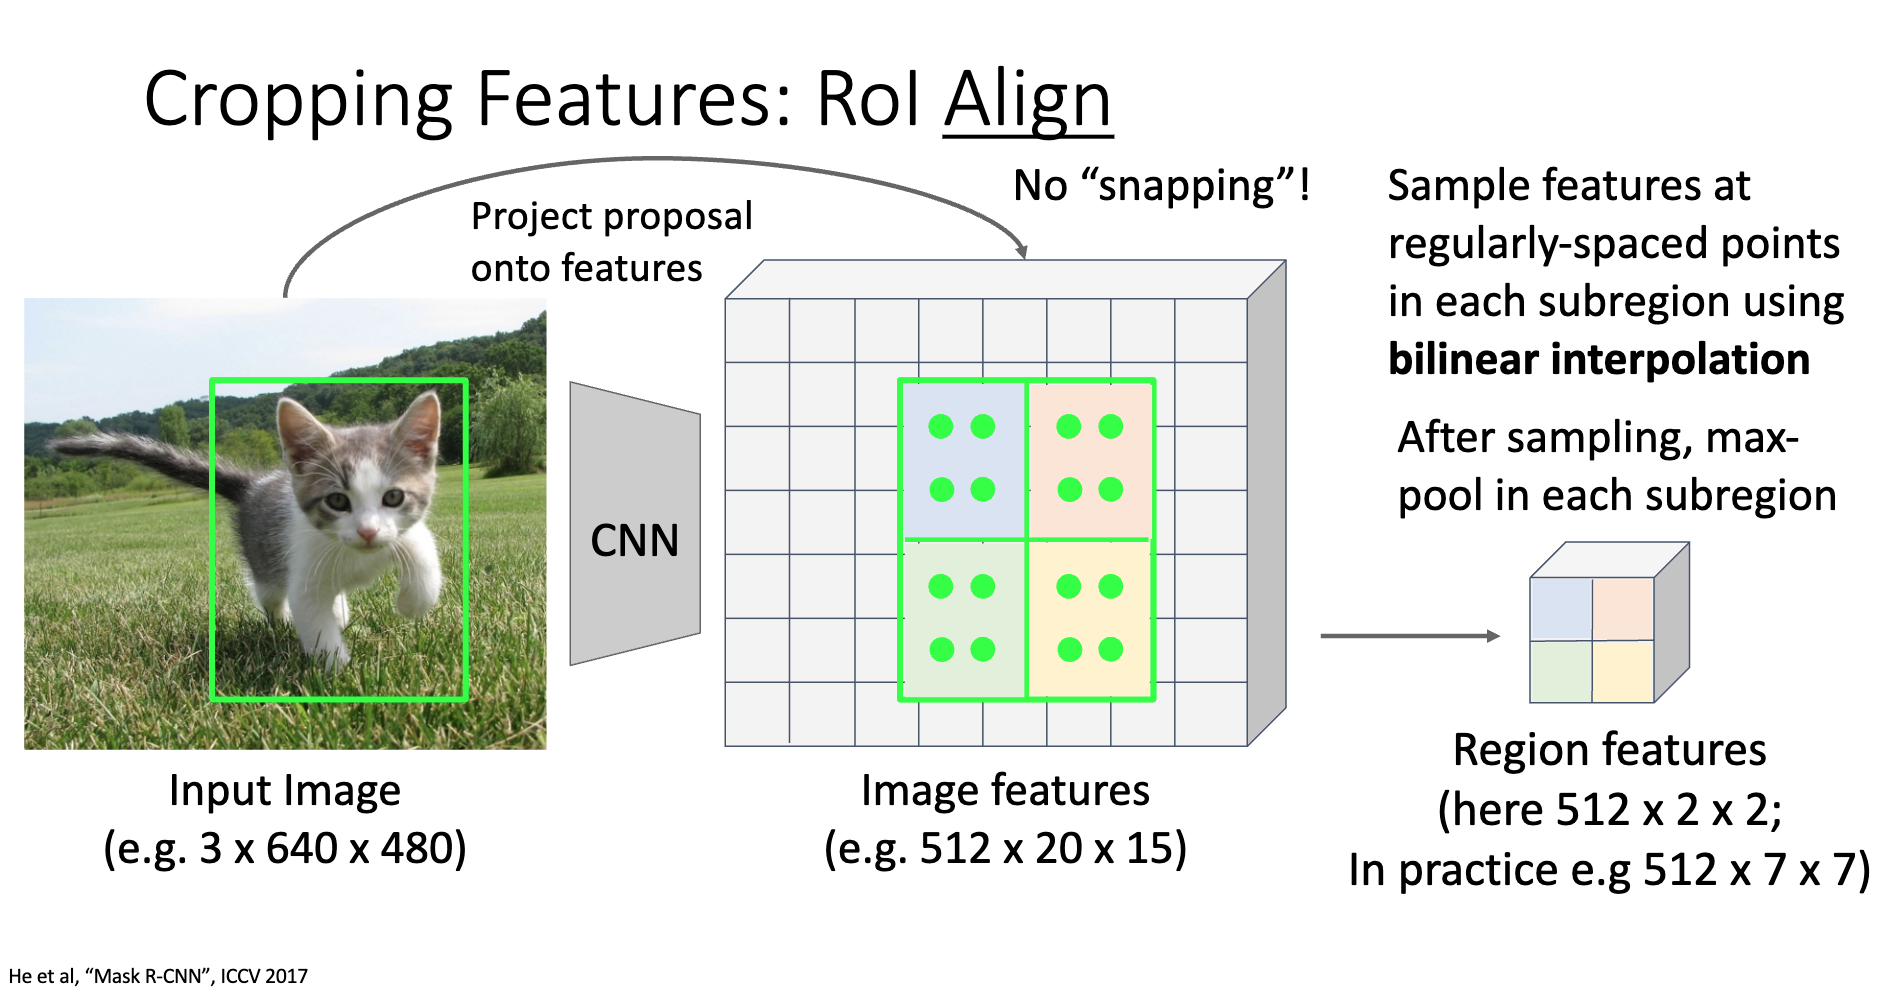 Cropping Features: RoI Align
No “snapping”!
Project proposal
onto features
Sample features at
regularly-spaced points
in each subregion using
bilinear interpolation
After sampling, max-
pool in each subregion
CNN
Input Image
(e.g. 3 x 640 x 480)
Image features
(e.g. 512 x 20 x 15)
Region features
(here 512 x 2 x 2;
In practice e.g 512 x 7 x 7)
He et al, “Mask R-CNN”, ICCV 2017